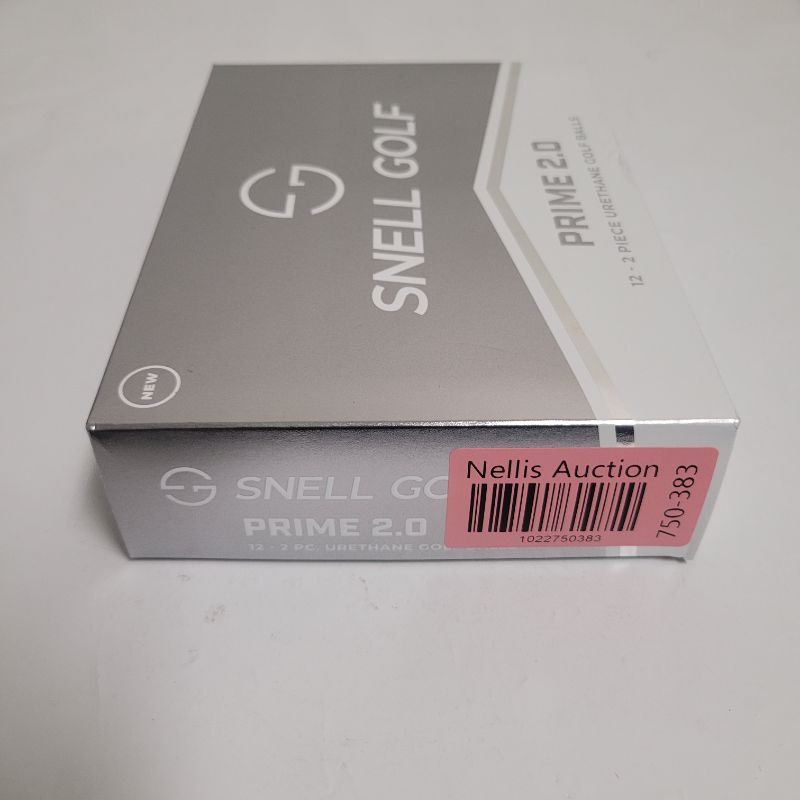 SNELL GOLF
PRIME 2.0
12 - 2 PIECE URETHANE GOLF BALLS
NEW
SNELL GO
PRIME 2.0
12 - 2 PC. URETHANE
Nellis Auction
1022750383
750-383